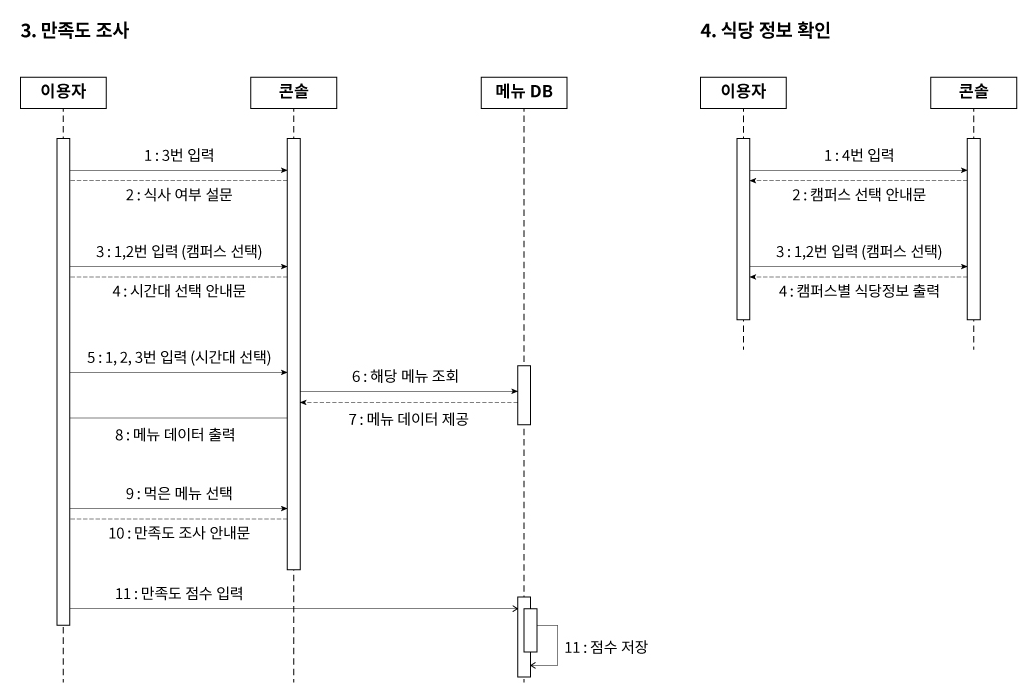 3. 만족도 조사
이용자
콘솔
메뉴 DB
1 : 3번 입력
2 : 식사 여부 설문
3 : 1,2번 입력 (캠퍼스 선택)
4 : 시간대 선택 안내문
5 : 1, 2, 3번 입력 (시간대 선택)
6 : 해당 메뉴 조회
7 : 메뉴 데이터 제공
8 : 메뉴 데이터 출력
9 : 먹은 메뉴 선택
10 : 만족도 조사 안내문
11 : 만족도 점수 입력
11 : 점수 저장
4. 식당 정보 확인
이용자
콘솔
1 : 4번 입력
2 : 캠퍼스 선택 안내문
3 : 1,2번 입력 (캠퍼스 선택)
4 : 캠퍼스별 식당정보 출력